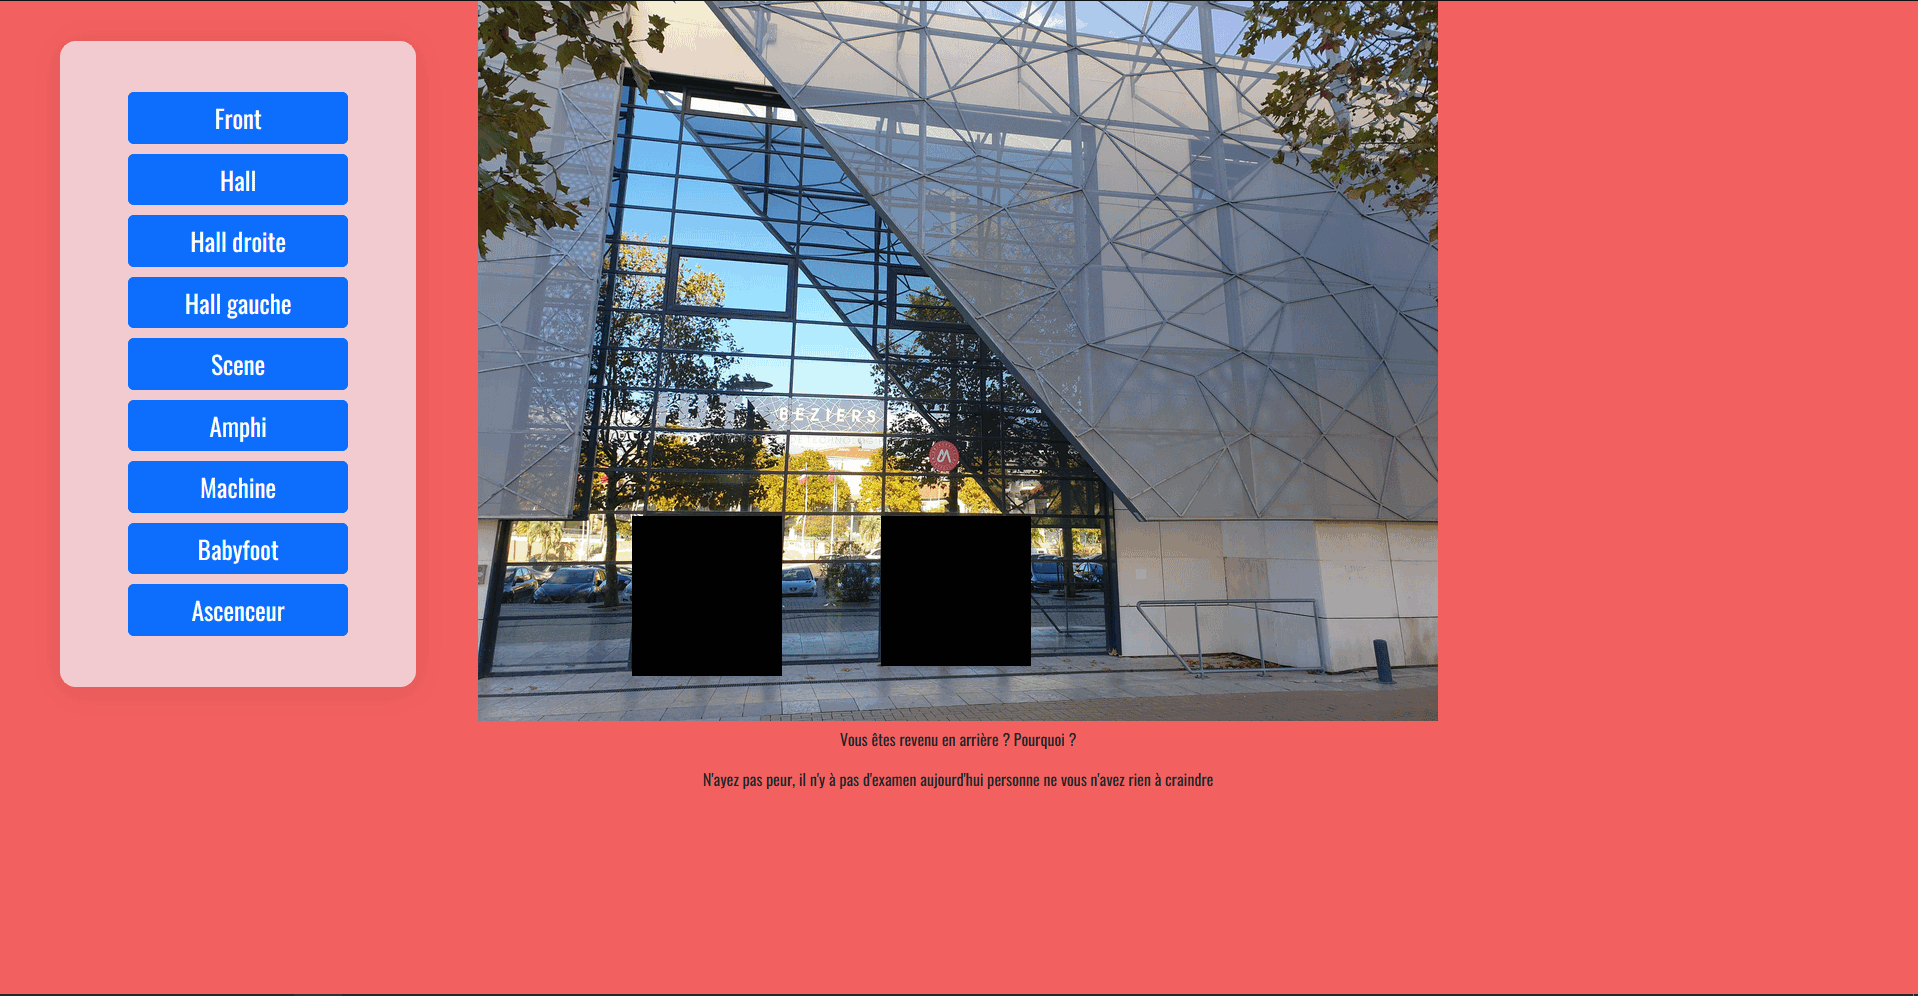 Front
Hall
Hall droite
Hall gauche
Scene
Amphi
Machine
Babyfoot
Ascenceur
BEZIERS
Vous êtes revenu en arrière ? Pourquoi ?
N'ayez pas peur, il n'y à pas d'examen aujourd'hui personne ne vous n'avez rien à craindre